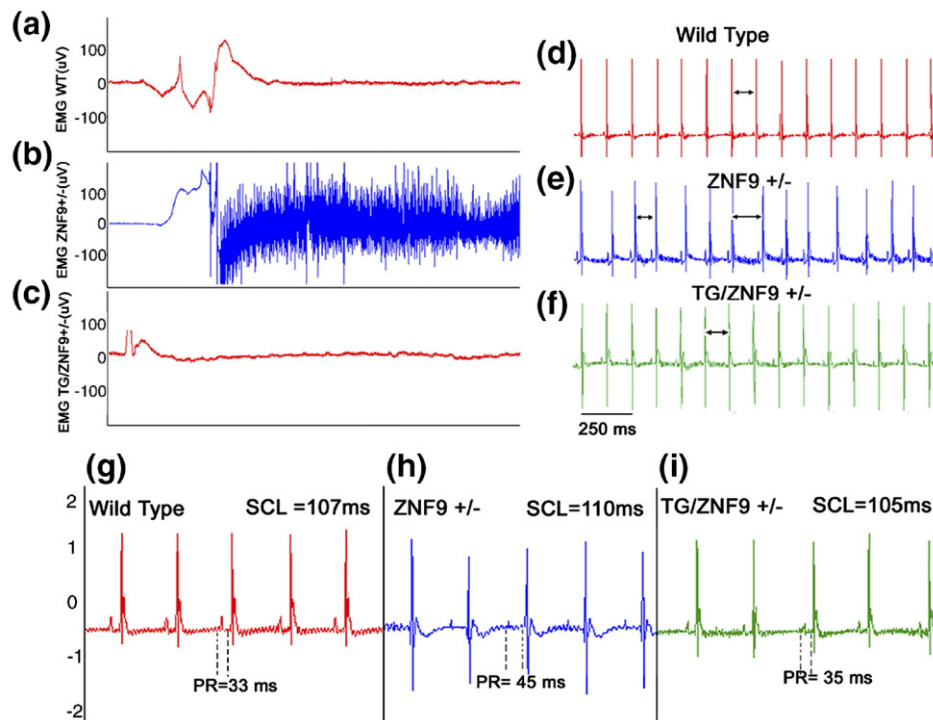 (a)
EMG WT(uV)
100
0
-100
(b)
EMG ZNF9+/-(uV)
100
0
-100
(c)
EMG TG/ZNF9+/-(uV)
100
0
-100
Wild Type
(d)
ZNF9 +/-
(e)
TG/ZNF9 +/-
(f)
250 ms
(g)
2
1
0
-1
-2
Wild Type
SCL =107ms
PR=33 ms
(h)
ZNF9 +/-
SCL=110ms
PR= 45 ms
(i)
TG/ZNF9 +/-
SCL=105ms
PR= 35 ms